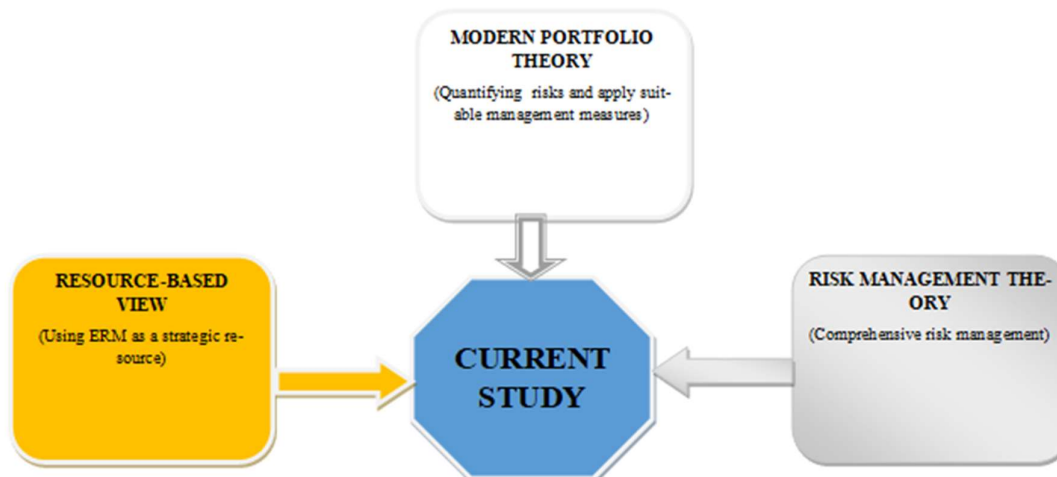 MODERN PORTFOLIO
THEORY
(Quantifying risks and apply suit-
able management measures)
RESOURCE-BASED
VIEW
(Using ERM as a strategic re-
source)
CURRENT
STUDY
RISK MANAGEMENT THE-
ORY
(Comprehensive risk management)